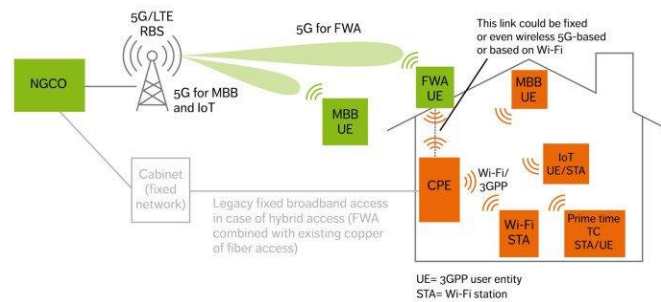 5G/LTE
RBS
5G for FWA
This link could be fixed
or even wireless 5G-based
or based on Wi-Fi
NGCO
5G for MBB
and IoT
MBB
UE
FWA
UE
MBB
UE
Cabinet
(fixed
network)
Legacy fixed broadband access
in case of hybrid access (FWA
combined with existing copper
of fiber access)
CPE
Wi-Fi/
3GPP
IoT
UE/STA
Wi-Fi
STA
Prime time
TC
STA/UE
UE= 3GPP user entity
STA= Wi-Fi station